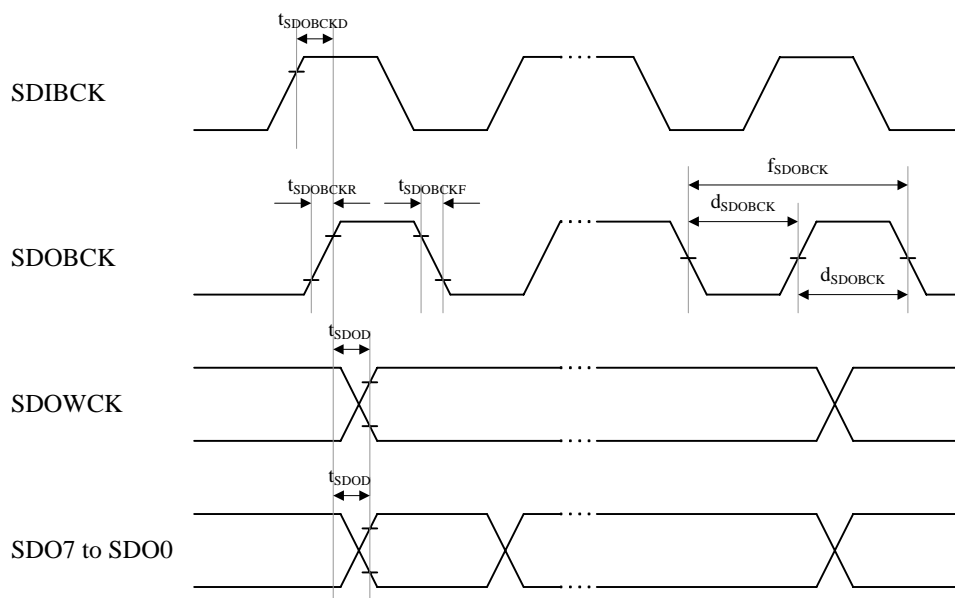 tSDOBCKD
SDIBCK
fSDOBCK
tSDOBCKR
tSDOBCKF
dSDOBCK
SDOBCK
dSDOBCK
tSDOD
SDOWCK
tSDOD
SDO7 to SDO0